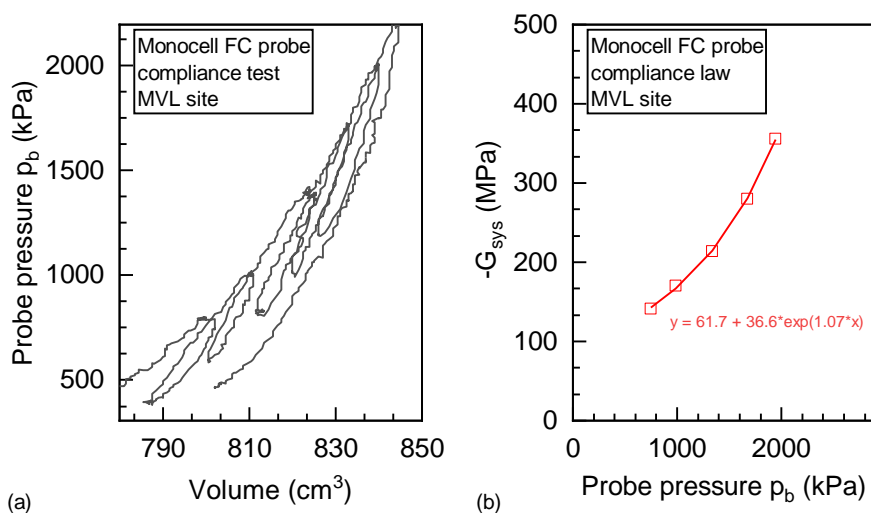 Monocell FC probe
compliance test
MVL site
Probe pressure p_b (kPa)
2000
1500
1000
500
790
810
830
850
Volume (cm³)
(a)
Monocell FC probe
compliance law
MVL site
-G_sys (MPa)
500
400
300
200
100
0
y = 61.7 + 36.6*exp(1.07*x)
0
1000
2000
Probe pressure p_b (kPa)
(b)